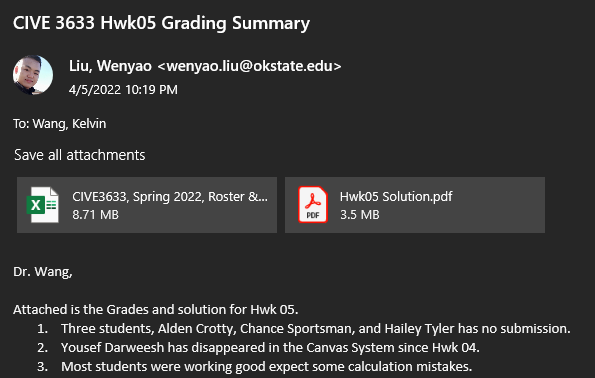 CIVE 3633 Hwk05 Grading Summary
Liu, Wenyao <wenyao.liu@okstate.edu>
4/5/2022 10:19 PM
To: Wang, Kelvin
Save all attachments
CIVE3633, Spring 2022, Roster &...
8.71 MB
Hwk05 Solution.pdf
3.5 MB
PDF
Dr. Wang,
Attached is the Grades and solution for Hwk 05.
1. Three students, Alden Crotty, Chance Sportsman, and Hailey Tyler has no submission.
2. Yousef Darweesh has disappeared in the Canvas System since Hwk 04.
3. Most students were working good expect some calculation mistakes.